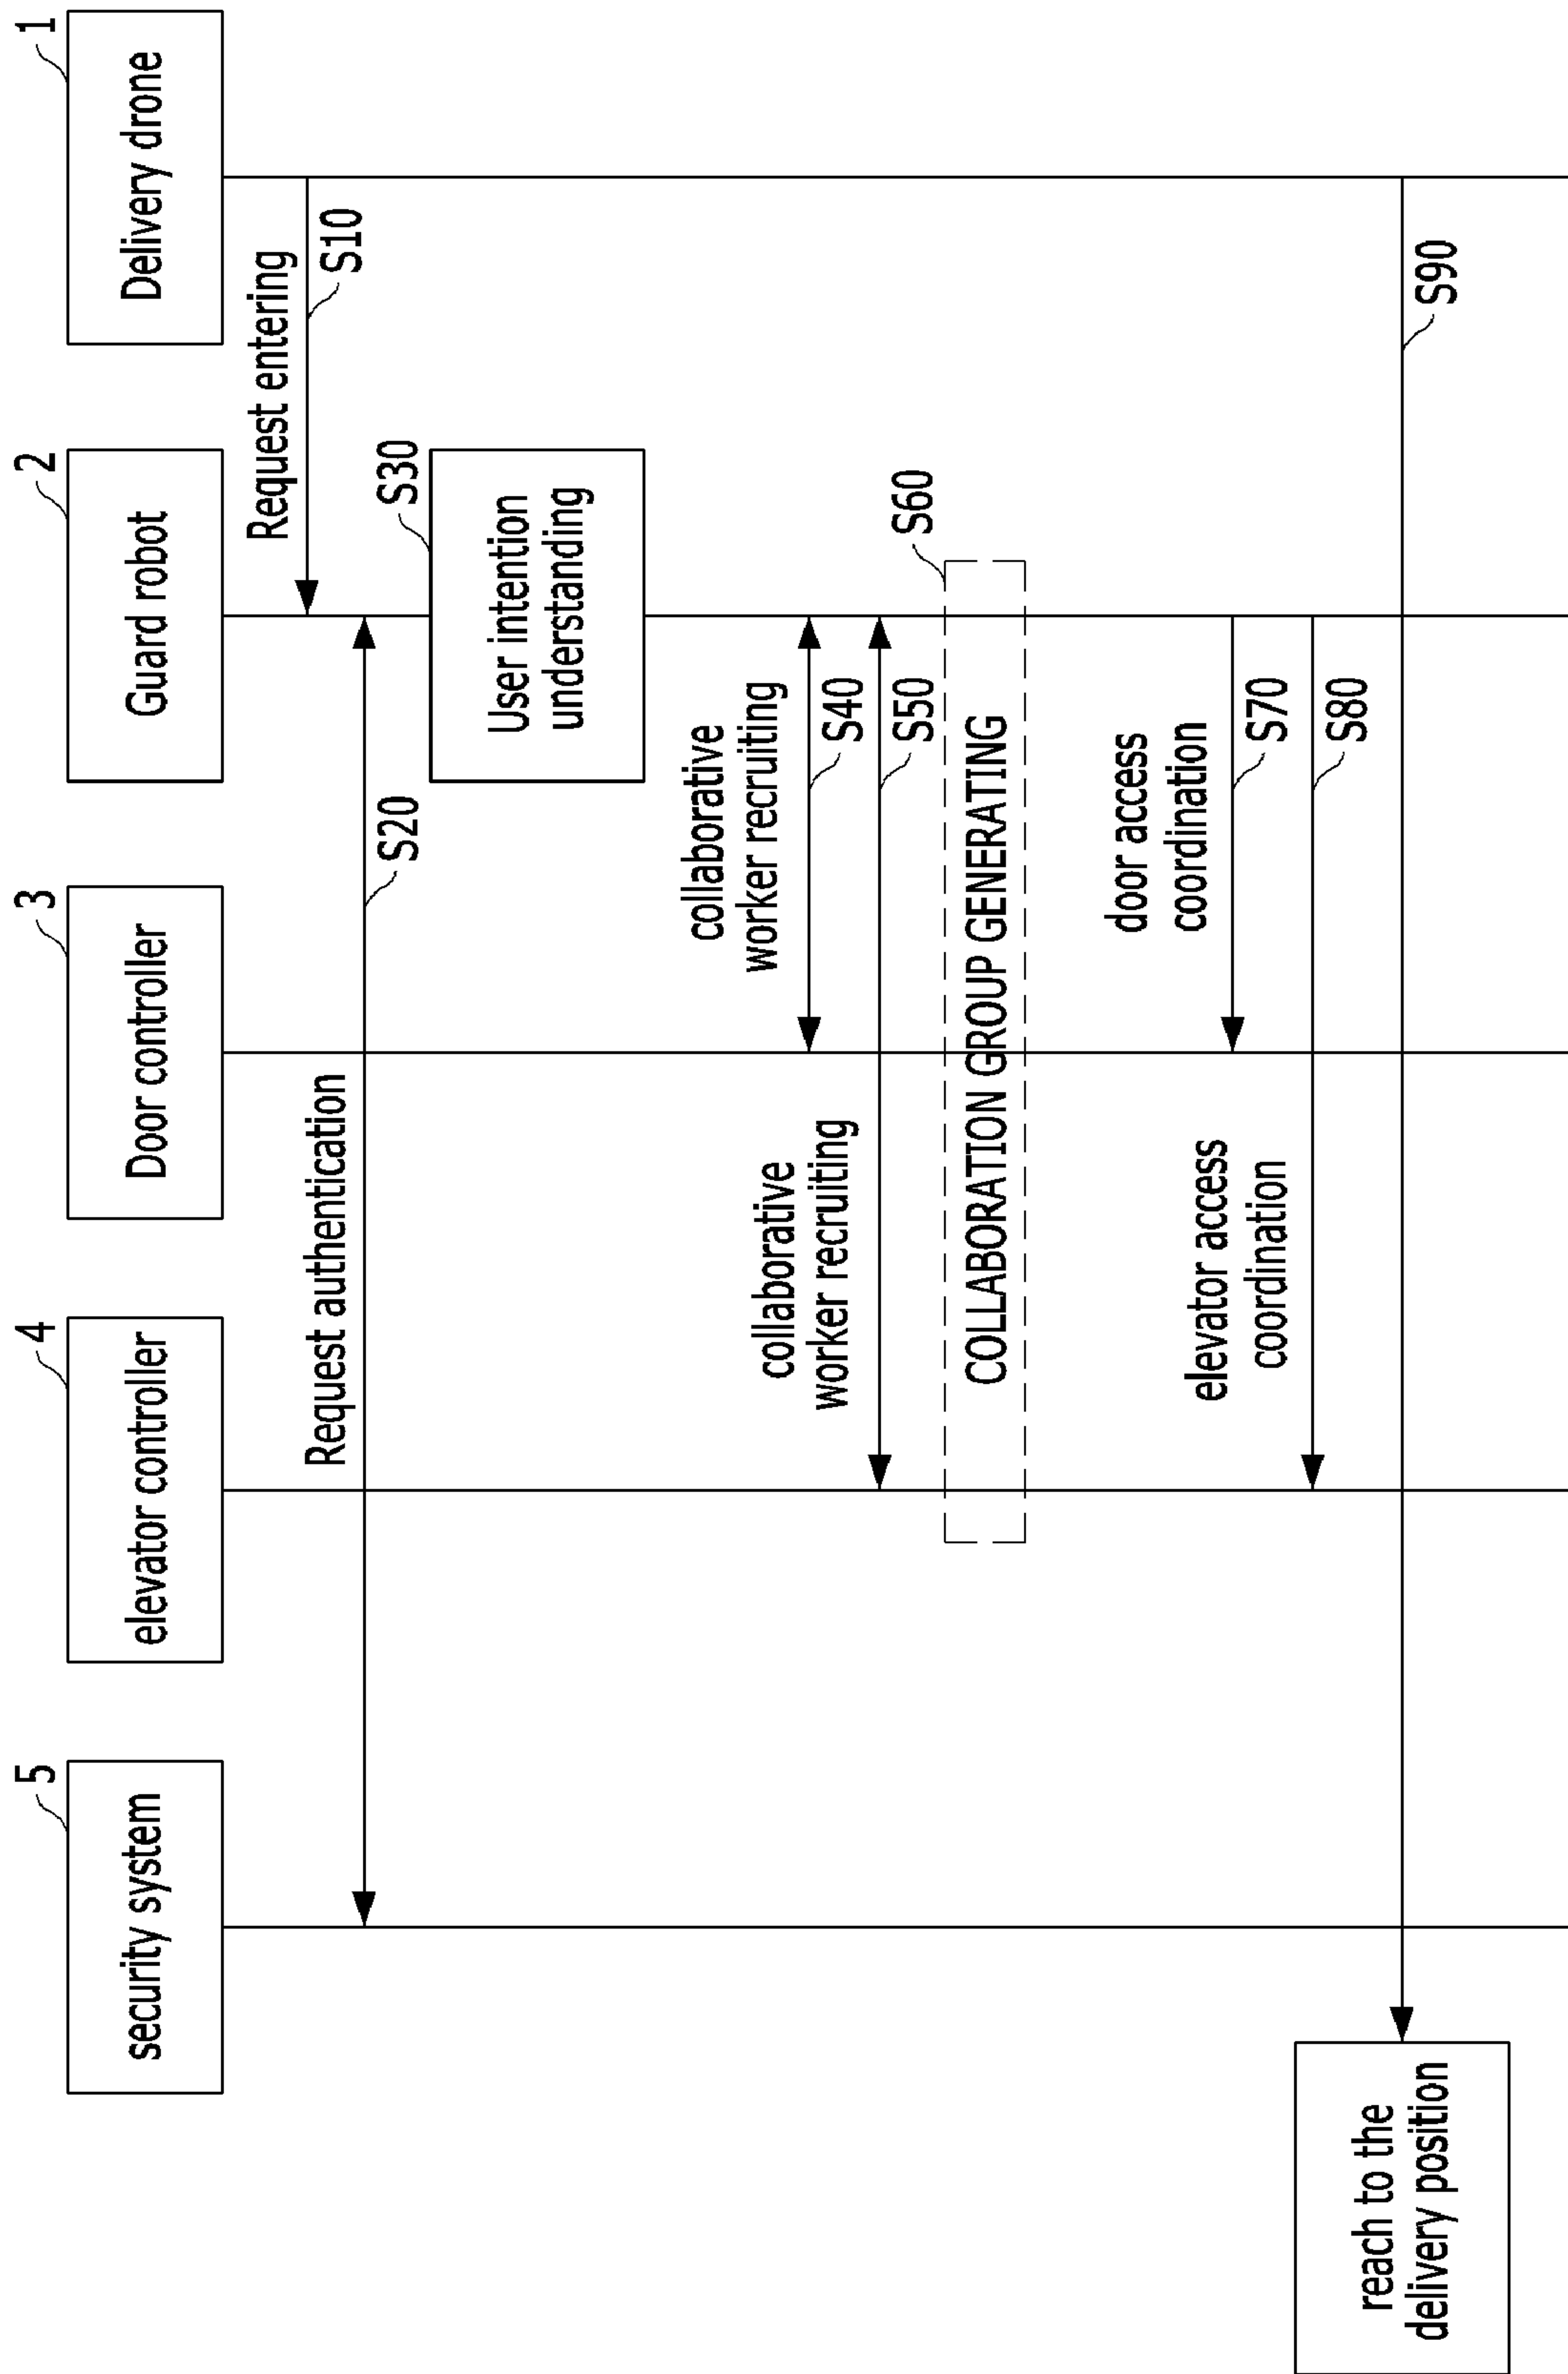 1
Delivery drone
2
Guard robot
3
Door controller
4
elevator controller
5
security system
Request entering
S10
Request authentication
S20
S30
User intention
understanding
collaborative
worker recruiting
S40
collaborative
worker recruiting
S50
S60
COLLABORATION GROUP GENERATING
door access
coordination
S70
elevator access
coordination
S80
S90
reach to the
delivery position